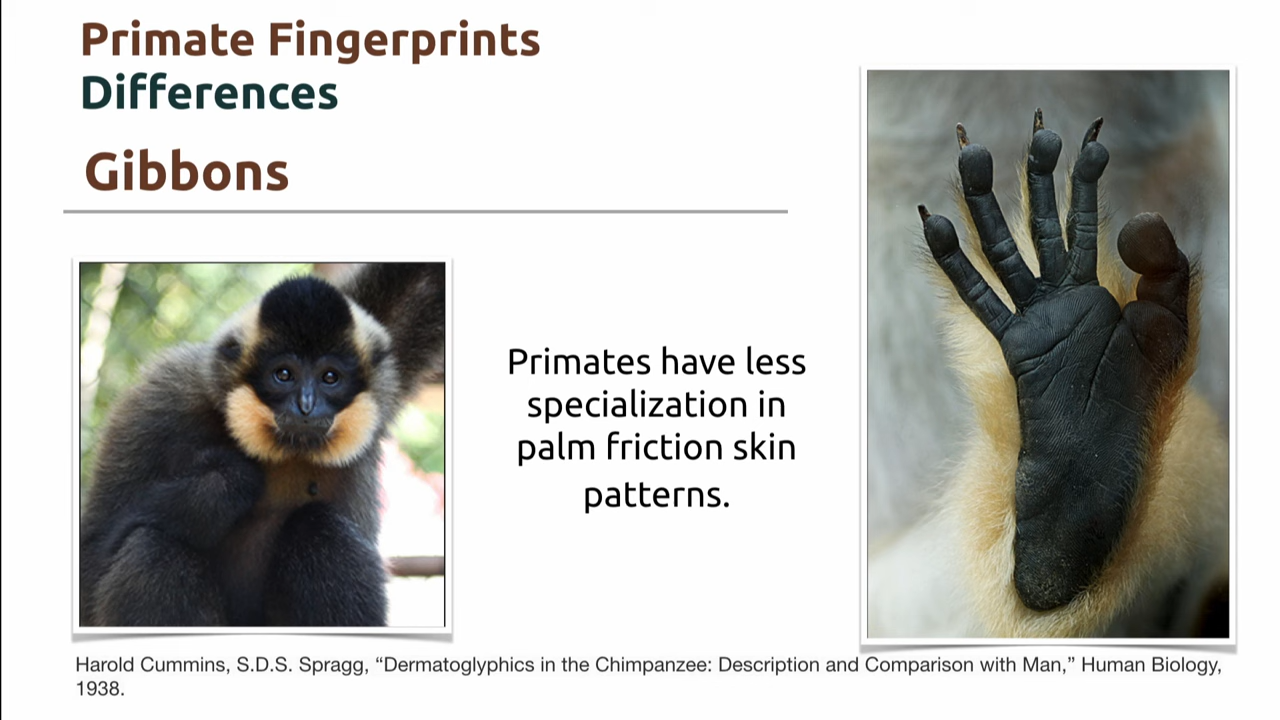 Primate Fingerprints
Differences
Gibbons
Primates have less
specialization in
palm friction skin
patterns.
Harold Cummins, S.D.S. Spragg, “Dermatoglyphics in the Chimpanzee: Description and Comparison with Man,” Human Biology,
1938.